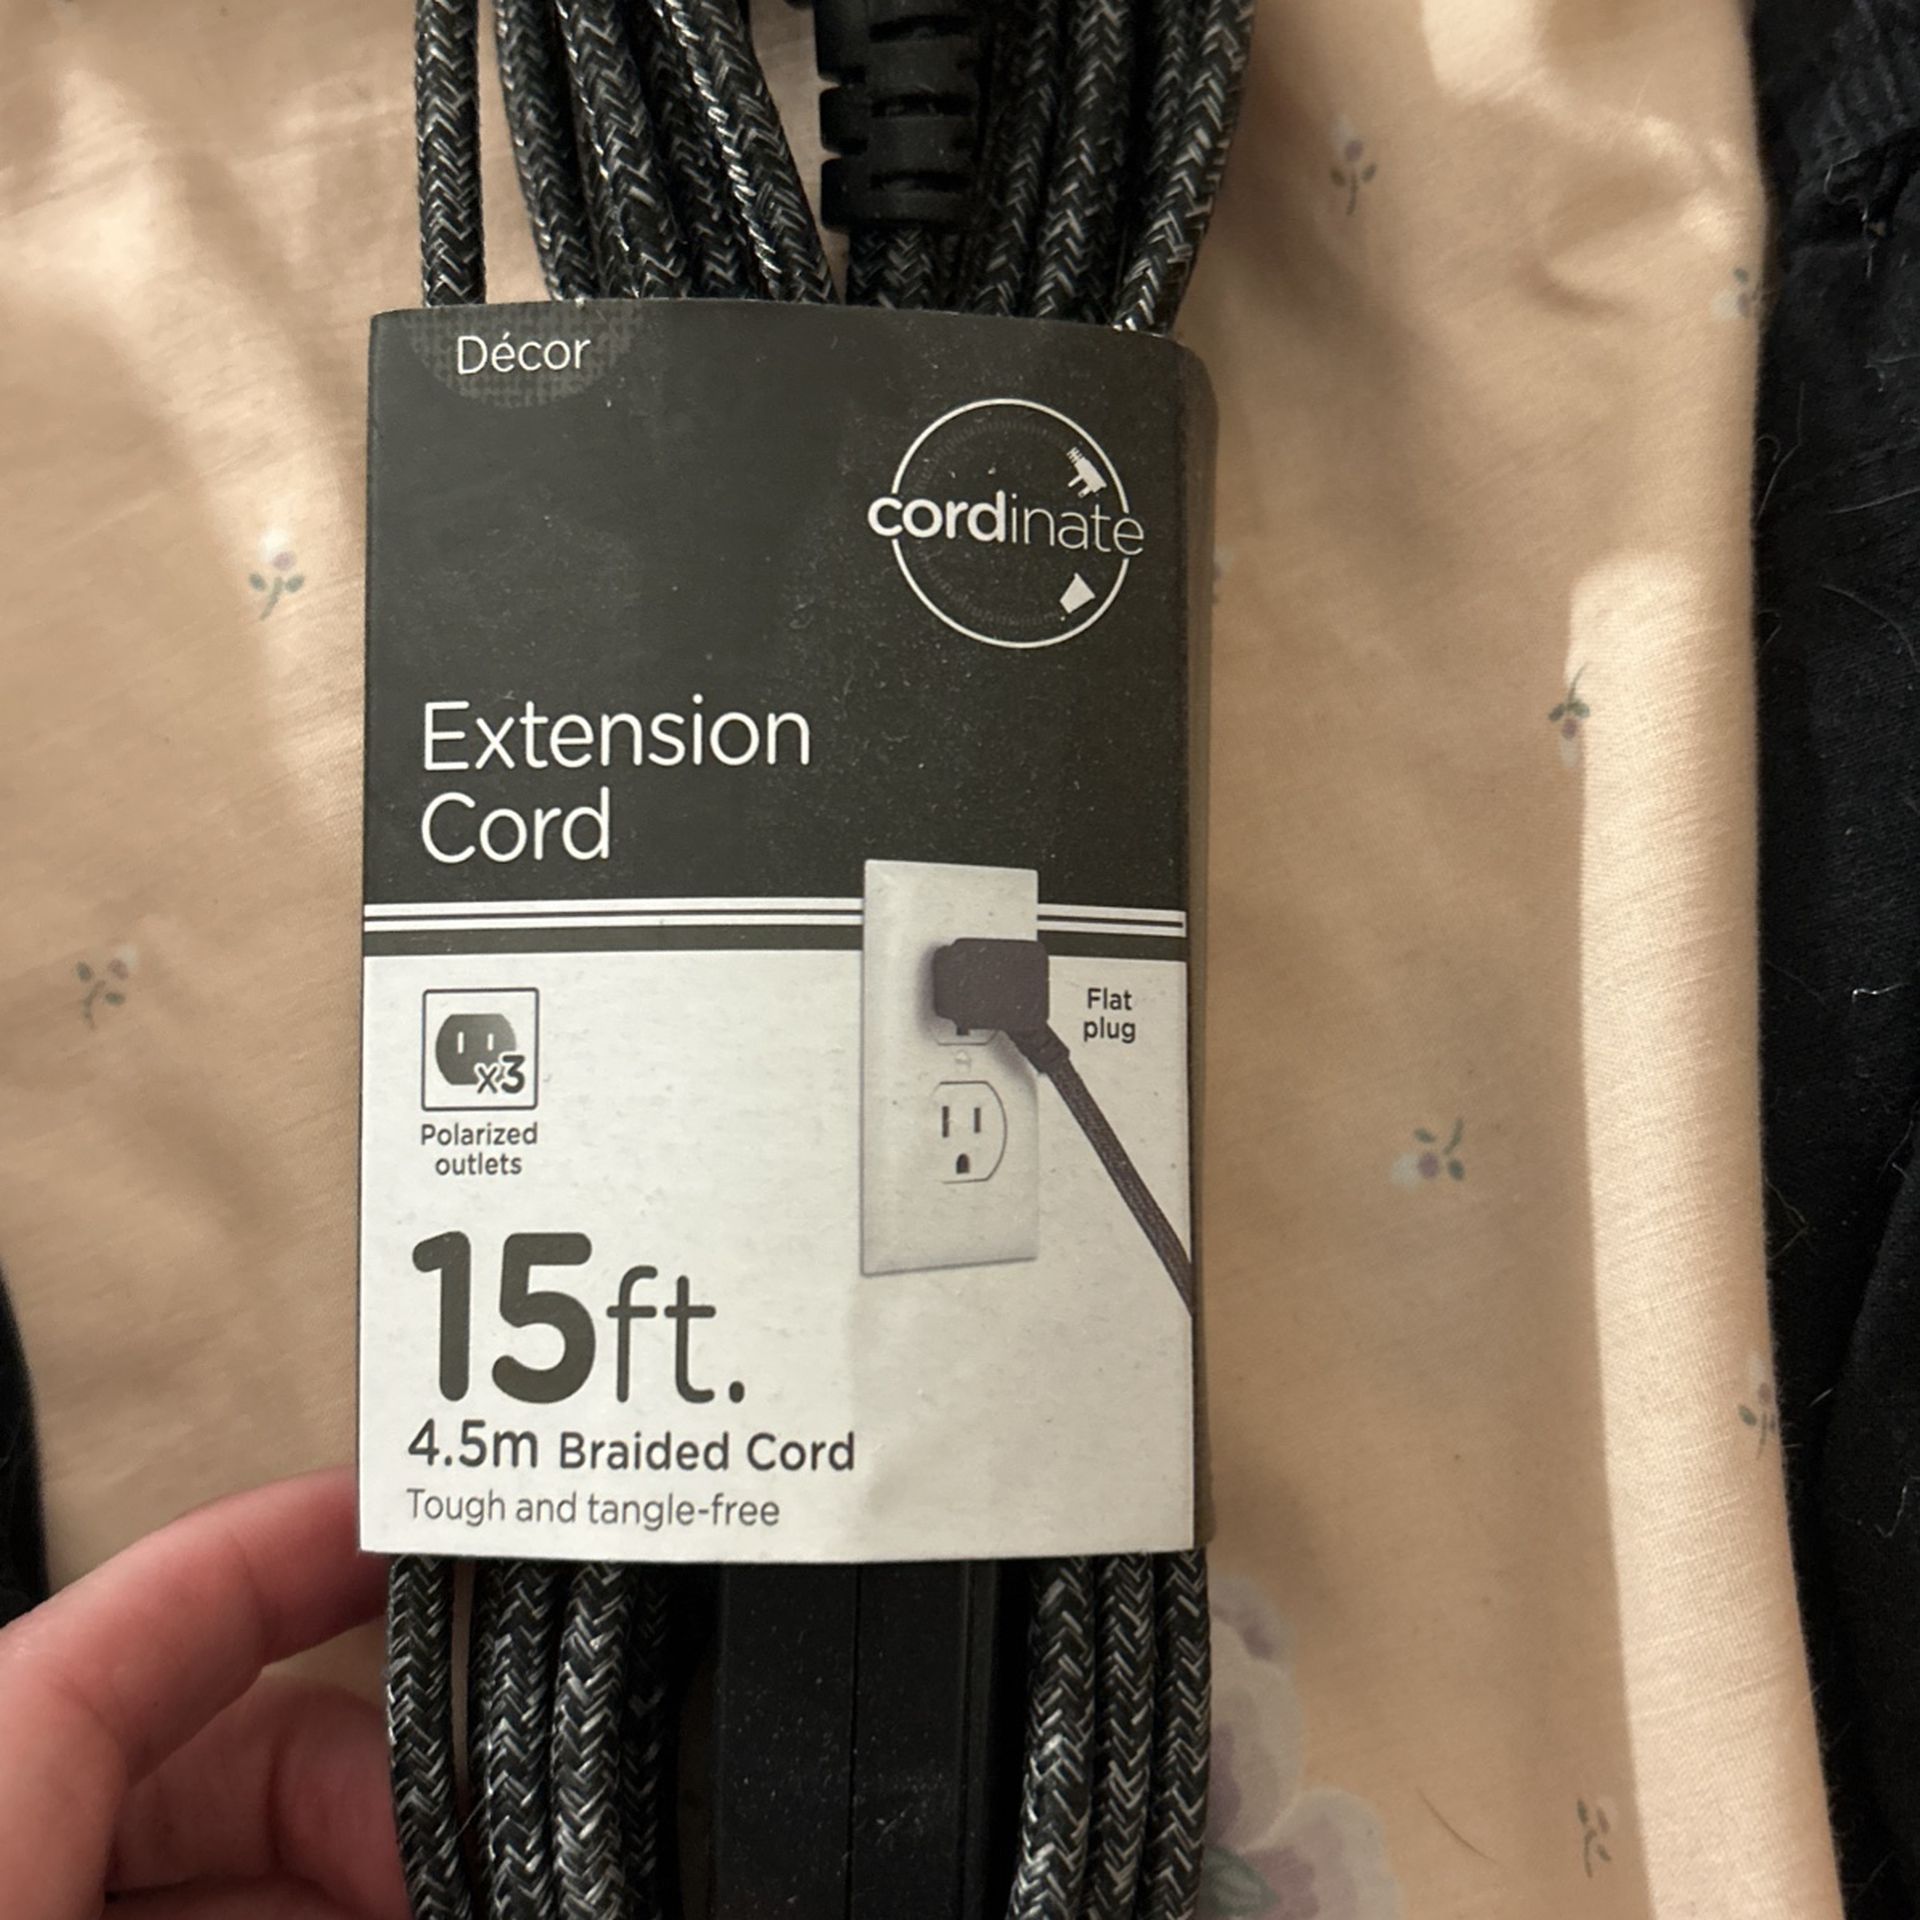 Décor
cordinate
Extension
Cord
Flat
plug
x3
Polarized
outlets
15ft.
4.5m Braided Cord
Tough and tangle-free